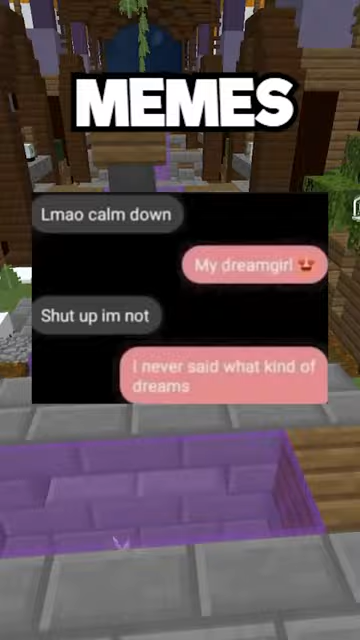 MEMES
Lmao calm down
My dreamgirl 🤩
Shut up im not
I never said what kind of
dreams